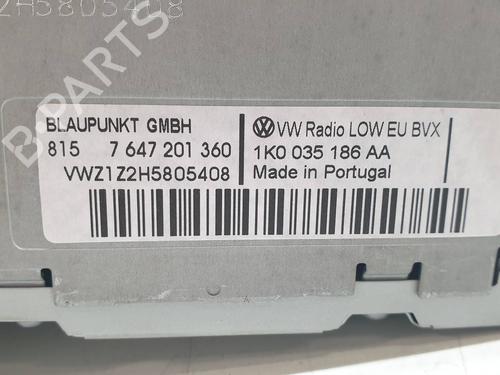 2H5805408
BLAUPUNKT GMBH
815 7 647 201 360
VWZ1Z2H5805408
VW Radio LOW EU BVX
1K0 035 186 AA
Made in Portugal
B-PARTS